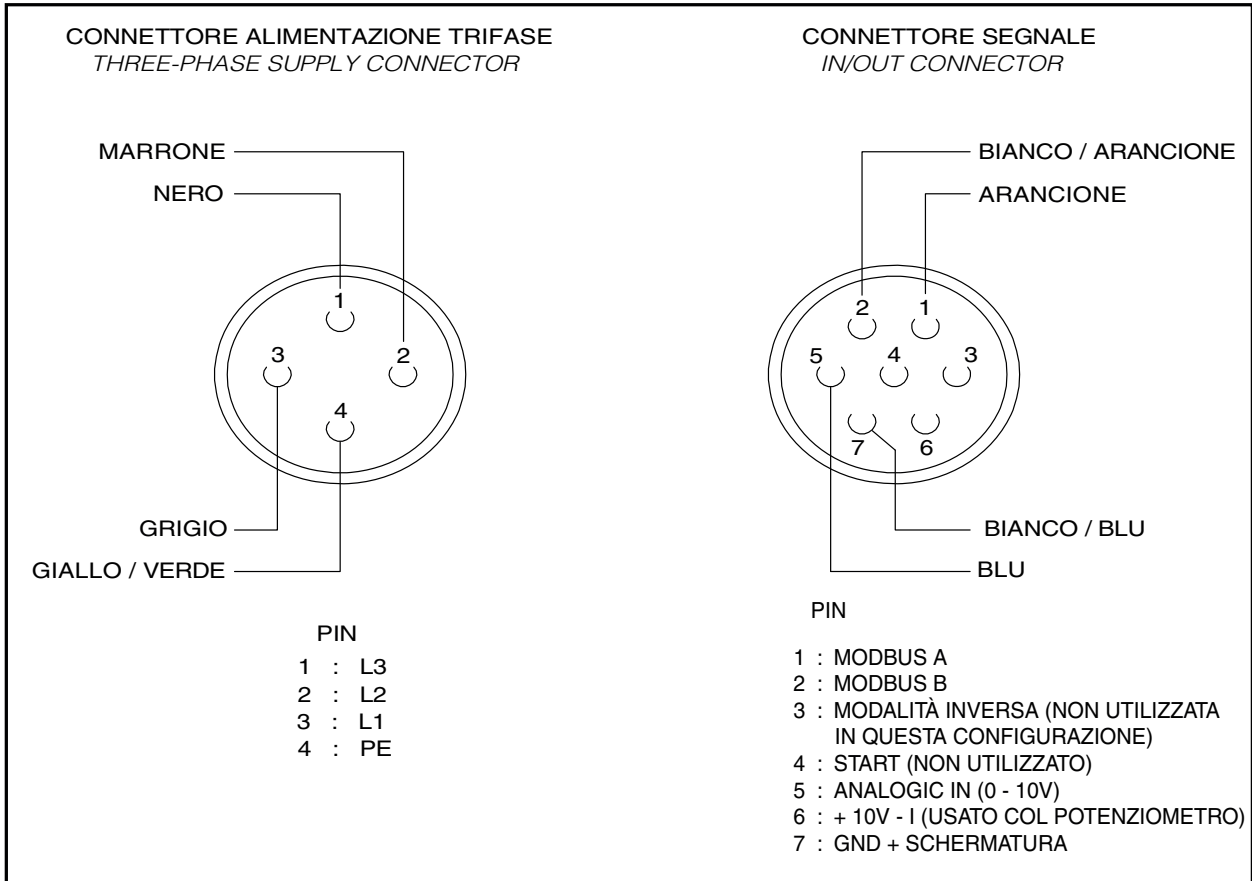 CONNETTORE ALIMENTAZIONE TRIFASE
THREE-PHASE SUPPLY CONNECTOR
MARRONE
NERO
1
3
2
4
GRIGIO
GIALLO / VERDE
PIN
1 : L3
2 : L2
3 : L1
4 : PE
CONNETTORE SEGNALE
IN/OUT CONNECTOR
BIANCO / ARANCIONE
ARANCIONE
2
1
5
4
3
7
6
BIANCO / BLU
BLU
PIN
1 : MODBUS A
2 : MODBUS B
3 : MODALITÀ INVERSA (NON UTILIZZATA
IN QUESTA CONFIGURAZIONE)
4 : START (NON UTILIZZATO)
5 : ANALOGIC IN (0 - 10V)
6 : + 10V - I (USATO COL POTENZIOMETRO)
7 : GND + SCHERMATURA